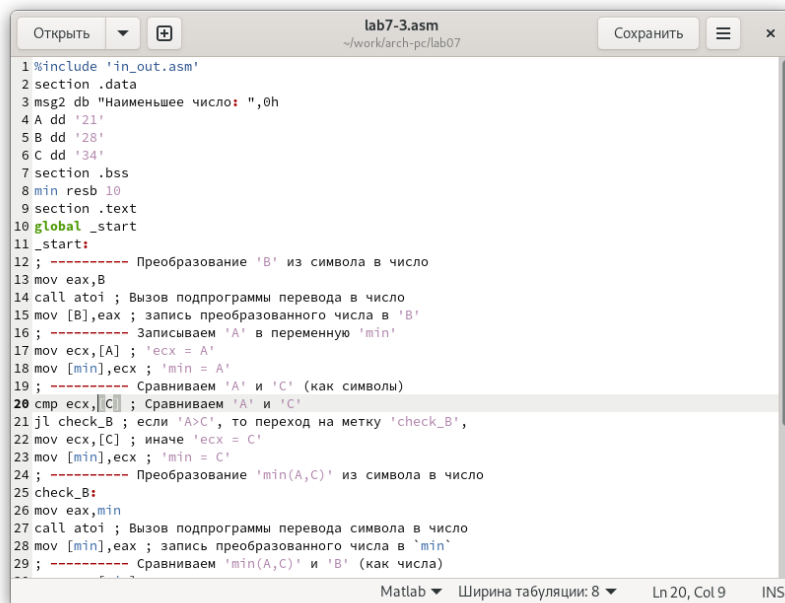 Открыть
lab7-3.asm
~/work/arch-pc/lab07
Сохранить
1 %include 'in_out.asm'
2 section .data
3 msg2 db "Наименьшее число: ",0h
4 A dd '21'
5 B dd '28'
6 C dd '34'
7 section .bss
8 min resb 10
9 section .text
10 global _start
11 _start:
12 ; ---------- Преобразование 'B' из символа в число
13 mov eax,B
14 call atoi ; Вызов подпрограммы перевода в число
15 mov [B],eax ; запись преобразованного числа в 'B'
16 ; ---------- Записываем 'A' в переменную 'min'
17 mov ecx,[A] ; 'ecx = A'
18 mov [min],ecx ; 'min = A'
19 ; ---------- Сравниваем 'A' и 'C' (как символы)
20 cmp ecx,[C] ; Сравниваем 'A' и 'C'
21 jl check_B ; если 'A>C', то переход на метку 'check_B',
22 mov ecx,[C] ; иначе 'ecx = C'
23 mov [min],ecx ; 'min = C'
24 ; ---------- Преобразование 'min(A,C)' из символа в число
25 check_B:
26 mov eax,min
27 call atoi ; Вызов подпрограммы перевода символа в число
28 mov [min],eax ; запись преобразованного числа в `min`
29 ; ---------- Сравниваем 'min(A,C)' и 'B' (как числа)
Matlab
Ширина табуляции: 8
Ln 20, Col 9
INS